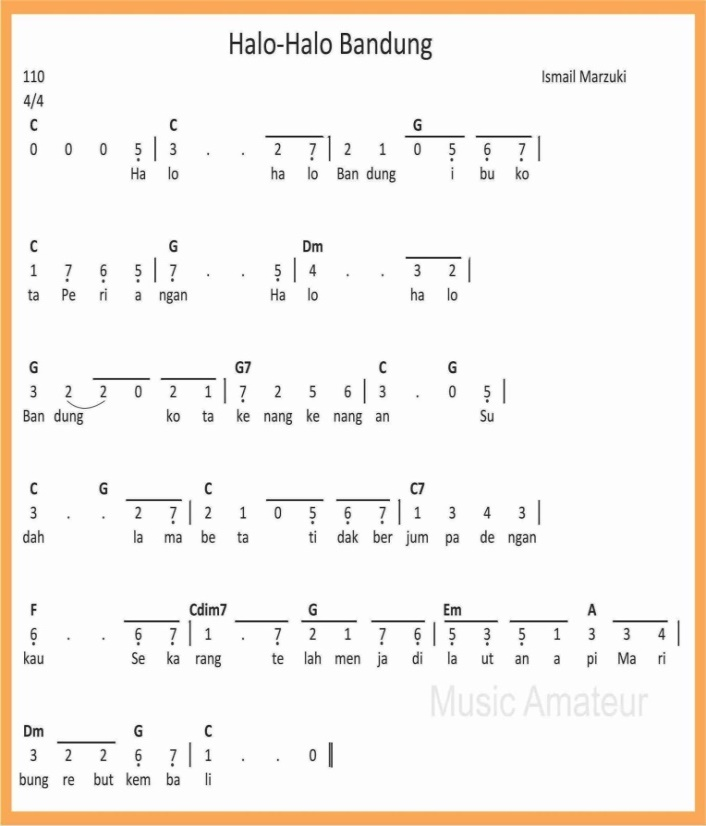 Halo-Halo Bandung
110 Ismail Marzuki
4/4
C C G
0 0 0 5̣ | 3 . . 2 7̣ | 2 1 0 5̣ 6̣ 7̣ |
Ha lo ha lo Ban dung i bu ko
C G Dm
1 7̣ 6̣ 5̣ | 7̣ . . 5̣ | 4 . . 3 2 |
ta Pe ri a ngan Ha lo ha lo
G G7 C G
3 2 2 0 2 1 | 7̣ 2 5 6 | 3 . 0 5̣ |
Ban dung ko ta ke nang ke nang an Su
C G C C7
3 . . 2 7̣ | 2 1 0 5̣ 6̣ 7̣ | 1 3 4 3 |
dah la ma be ta ti dak ber jum pa de ngan
F Cdim7 G Em A
6̣ . . 6̣ 7̣ | 1 . 7̣ 2 1 7̣ 6̣ | 5̣ 3̣ 5̣ 1 3 3 4 |
kau Se ka rang te lah men ja di la ut an a pi Ma ri
Music Amateur
Dm G C
3 2 2 6̣ 7̣ | 1 . . 0 ‖
bung re but kem ba li